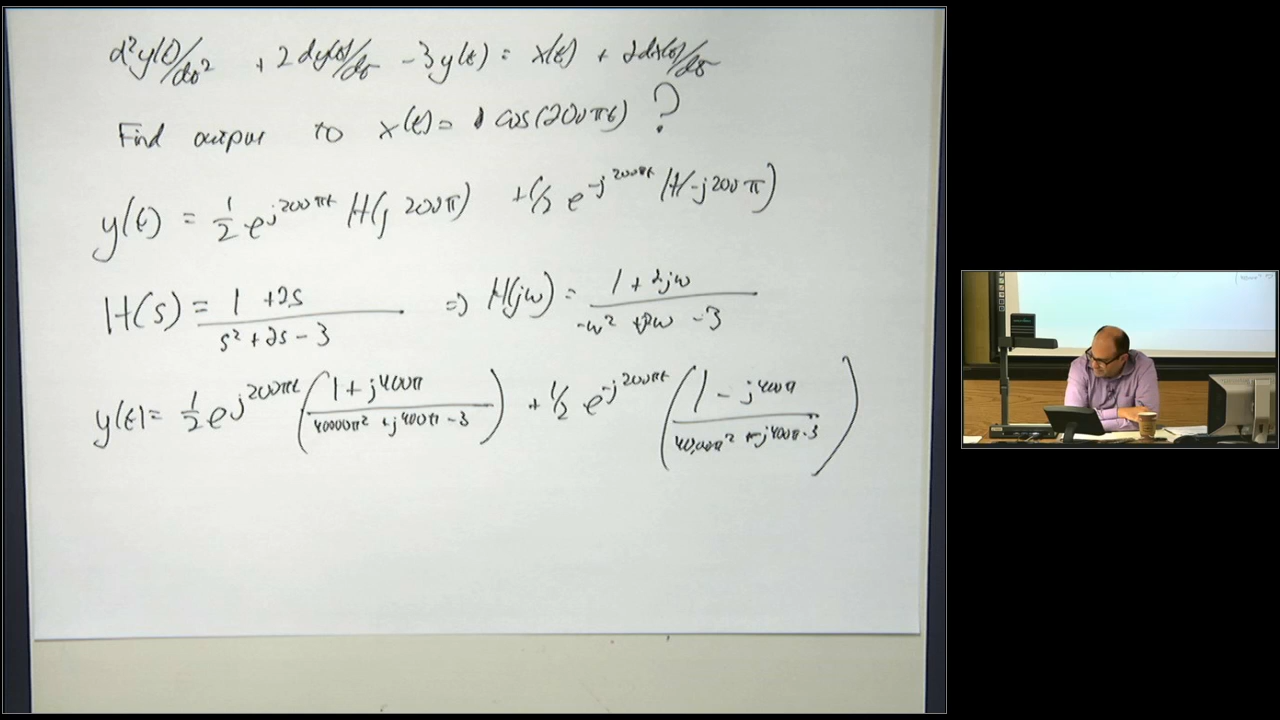 d²y(t)/dt² + 2 dy(t)/dt - 3y(t) = x(t) + 2dx(t)/dt
Find output to x(t) = 1 cos(200πt) ?
y(t) = 1/2 e^{j200πt} H(j 200π) + 1/2 e^{-j200πt} H(-j200π)
H(s) = (1 + 2s)/(s² + 2s - 3) => H(jω) = (1 + 2jω)/(-ω² + 2jω - 3)
y(t) = 1/2 e^{j200πt} ((1 + j400π)/(40000π² + j400π - 3)) + 1/2 e^{-j200πt} ((1 - j400π)/(40,000π² - j400π - 3))